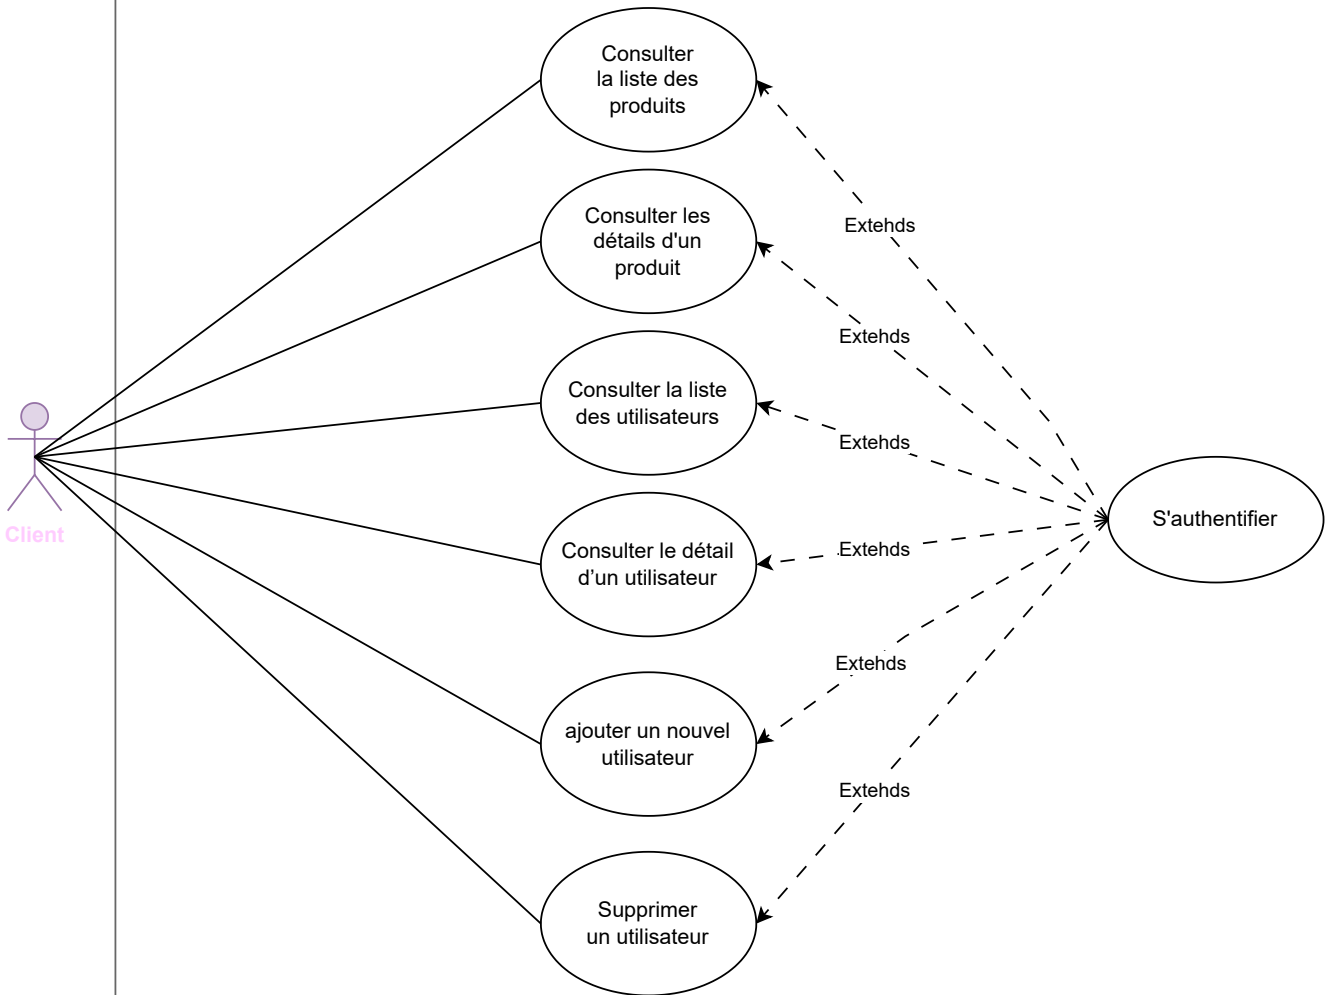 Consulter
la liste des
produits
Extehds
Consulter les
détails d'un
produit
Extehds
Consulter la liste
des utilisateurs
Extehds
Client
S'authentifier
Consulter le détail
d’un utilisateur
Extehds
Extehds
ajouter un nouvel
utilisateur
Extehds
Supprimer
un utilisateur